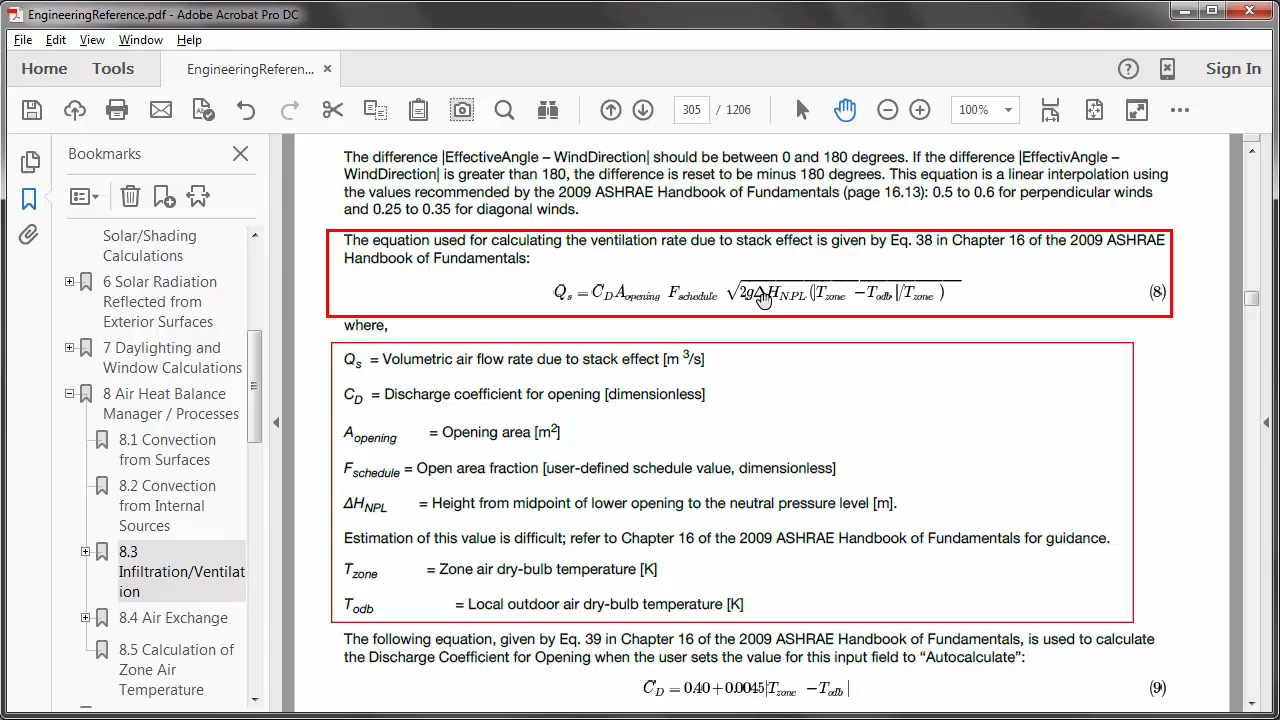 EngineeringReference.pdf - Adobe Acrobat Pro DC
File Edit View Window Help
Home Tools EngineeringReferen... × Sign In
305 / 1206 100%
Bookmarks
Solar/Shading
Calculations
6 Solar Radiation
Reflected from
Exterior Surfaces
7 Daylighting and
Window Calculations
8 Air Heat Balance
Manager / Processes
8.1 Convection
from Surfaces
8.2 Convection
from Internal
Sources
8.3
Infiltration/Ventilat
ion
8.4 Air Exchange
8.5 Calculation of
Zone Air
Temperature
The difference |EffectiveAngle – WindDirection| should be between 0 and 180 degrees. If the difference |EffectivAngle –
WindDirection| is greater than 180, the difference is reset to be minus 180 degrees. This equation is a linear interpolation using
the values recommended by the 2009 ASHRAE Handbook of Fundamentals (page 16.13): 0.5 to 0.6 for perpendicular winds
and 0.25 to 0.35 for diagonal winds.
The equation used for calculating the ventilation rate due to stack effect is given by Eq. 38 in Chapter 16 of the 2009 ASHRAE
Handbook of Fundamentals:
Q_s = C_D A_opening F_schedule √2gΔH_NPL (|T_zone − T_odb| / T_zone) (8)
where,
Q_s = Volumetric air flow rate due to stack effect [m ³/s]
C_D = Discharge coefficient for opening [dimensionless]
A_opening = Opening area [m²]
F_schedule = Open area fraction [user-defined schedule value, dimensionless]
ΔH_NPL = Height from midpoint of lower opening to the neutral pressure level [m].
Estimation of this value is difficult; refer to Chapter 16 of the 2009 ASHRAE Handbook of Fundamentals for guidance.
T_zone = Zone air dry-bulb temperature [K]
T_odb = Local outdoor air dry-bulb temperature [K]
The following equation, given by Eq. 39 in Chapter 16 of the 2009 ASHRAE Handbook of Fundamentals, is used to calculate
the Discharge Coefficient for Opening when the user sets the value for this input field to “Autocalculate”:
C_D = 0.40 + 0.0045|T_zone − T_odb| (9)